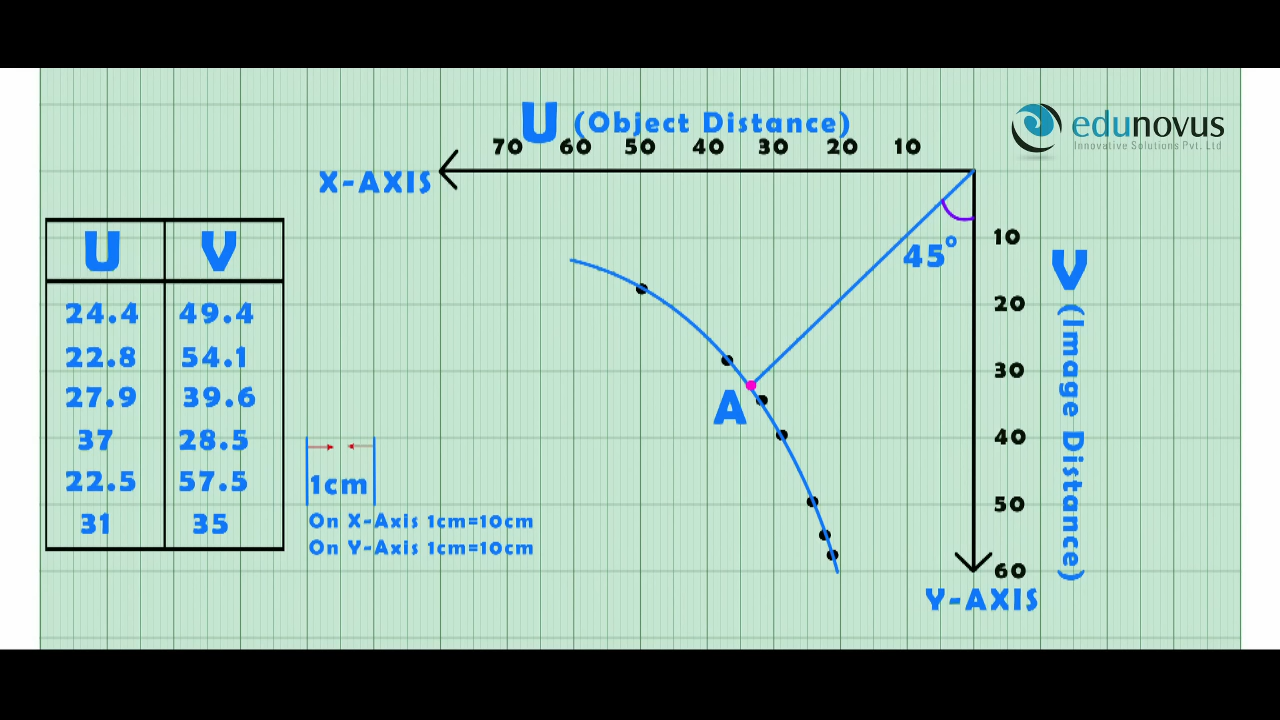 edunovus
Innovative Solutions Pvt. Ltd
U (Object Distance)
70 60 50 40 30 20 10
X-AXIS
U V
24.4 49.4
22.8 54.1
27.9 39.6
37 28.5
22.5 57.5
31 35
1cm
On X-Axis 1cm=10cm
On Y-Axis 1cm=10cm
A
45°
10
20
30
40
50
60
V (Image Distance)
Y-AXIS